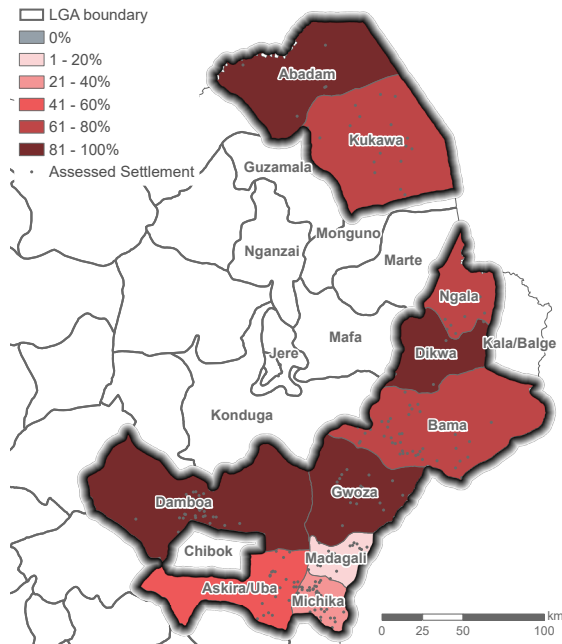 LGA boundary
0%
1 - 20%
21 - 40%
41 - 60%
61 - 80%
81 - 100%
Assessed Settlement
Abadam
Kukawa
Guzamala
Monguno
Nganzai
Marte
Ngala
Mafa
Kala/Balge
Dikwa
Jere
Konduga
Bama
Gwoza
Damboa
Chibok
Madagali
Askira/Uba
Michika
km
0 25 50 100